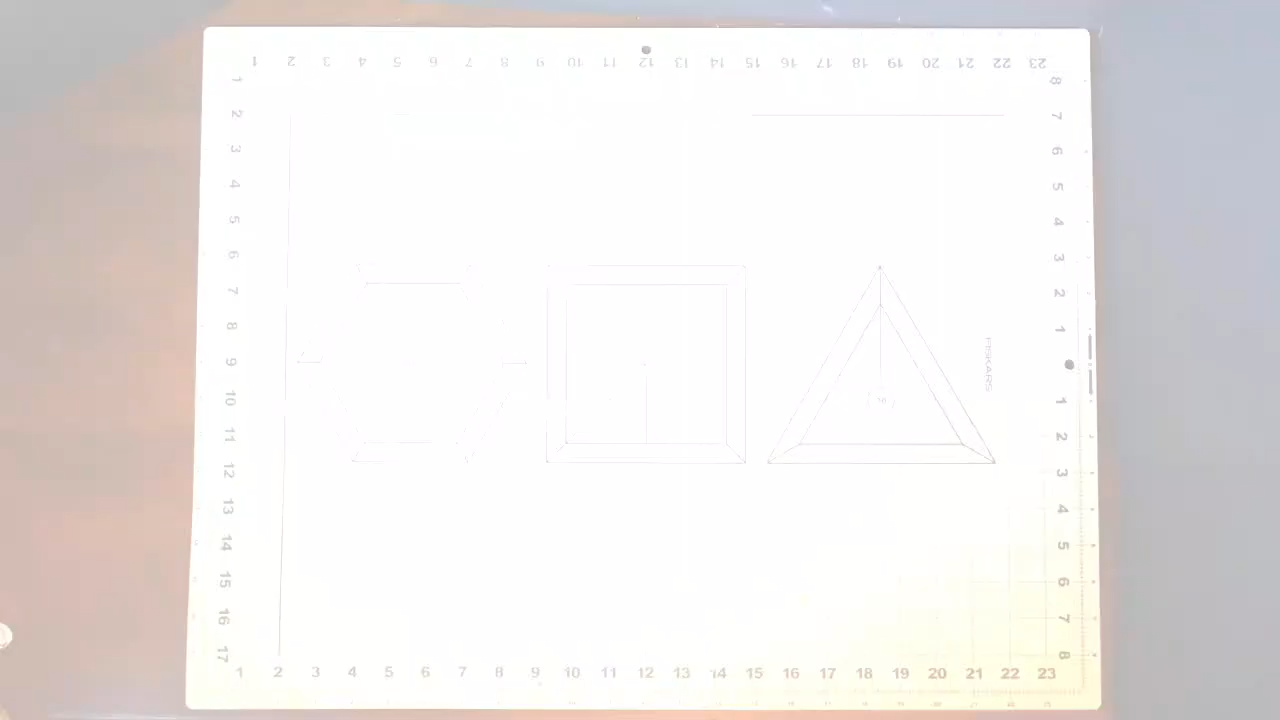 1 2 3 4 5 6 7 8 9 10 11 12 13 14 15 16 17 18 19 20 21 22 23
1 2 3 4 5 6 7 8 9 10 11 12 13 14 15 16 17
8 7 6 5 4 3 2 1 1 2 3 4 5 6 7 8
FISKARS
1 2 3 4 5 6 7 8 9 10 11 12 13 14 15 16 17 18 19 20 21 22 23